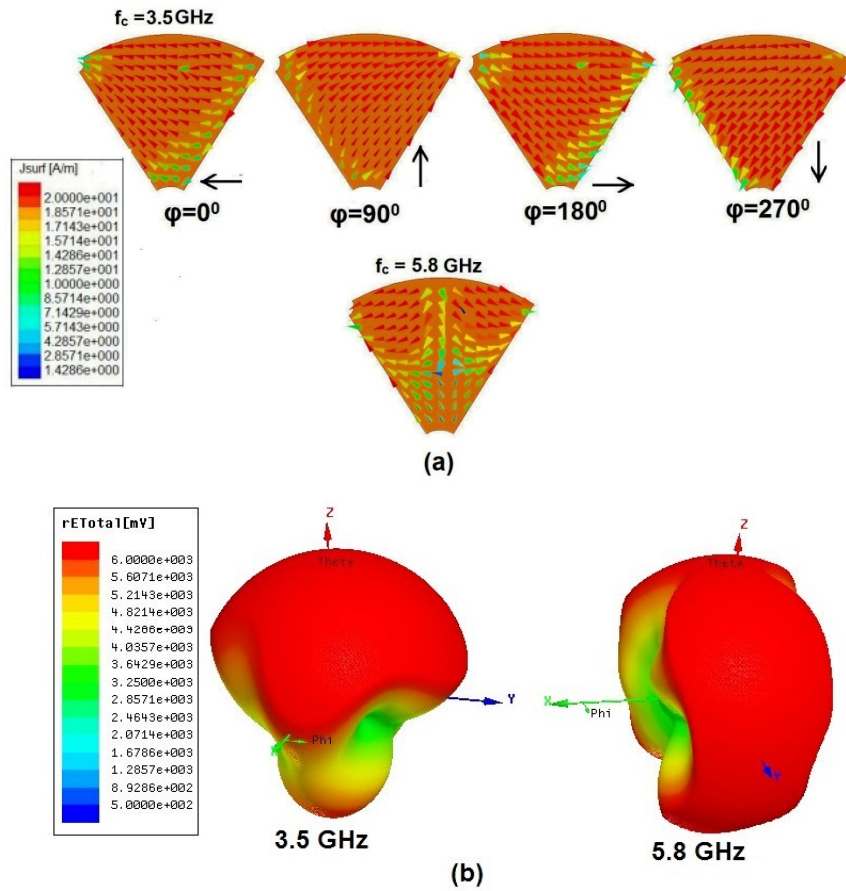 f_c = 3.5 GHz
φ=0⁰
φ=90⁰
φ=180⁰
φ=270⁰
Jsurf [A/m]
2.0000e+001
1.8571e+001
1.7143e+001
1.5714e+001
1.4286e+001
1.2857e+001
1.0000e+000
8.5714e+000
7.1429e+000
5.7143e+000
4.2857e+000
2.8571e+000
1.4286e+000
f_c = 5.8 GHz
(a)
rETotal[mV]
6.0000e+003
5.6071e+003
5.2143e+003
4.8214e+003
4.4286e+003
4.0357e+003
3.6429e+003
3.2500e+003
2.8571e+003
2.4643e+003
2.0714e+003
1.6786e+003
1.2857e+003
8.9286e+002
5.0000e+002
Z
Theta
Y
Phi
X
3.5 GHz
Z
Theta
X
Phi
Y
5.8 GHz
(b)